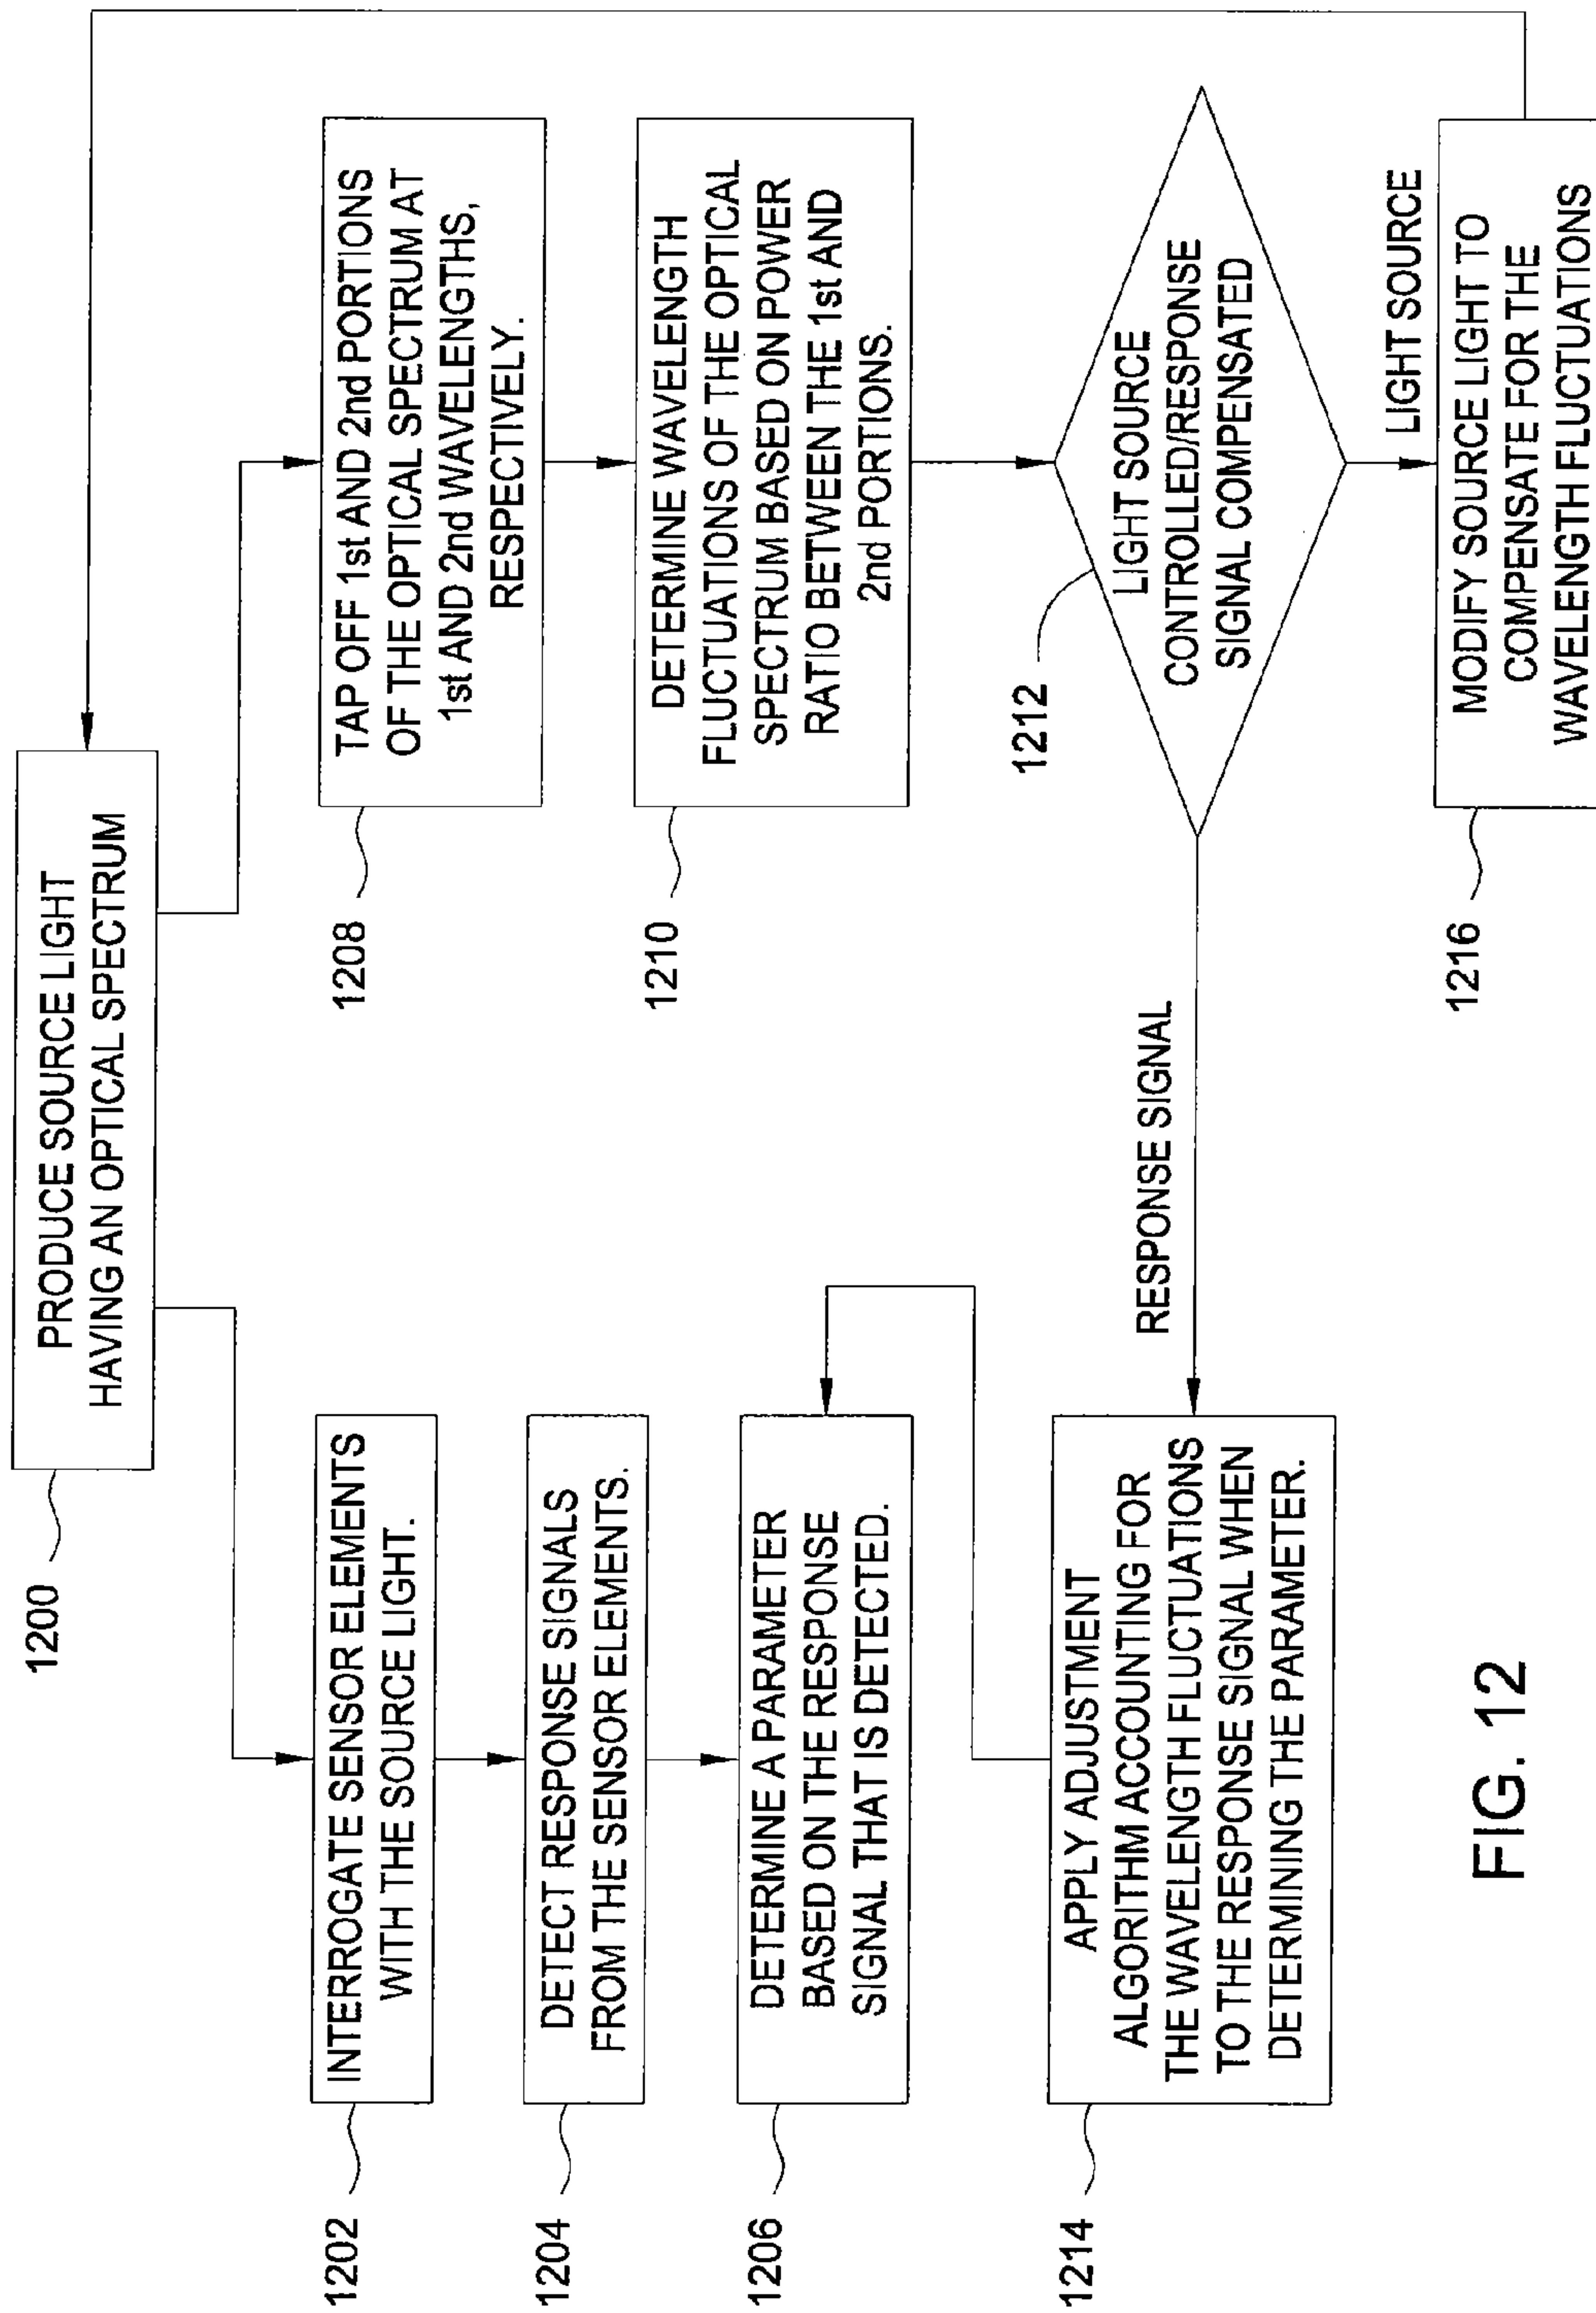 1200
PRODUCE SOURCE LIGHT
HAVING AN OPTICAL SPECTRUM
1202
INTERROGATE SENSOR ELEMENTS
WITH THE SOURCE LIGHT.
1204
DETECT RESPONSE SIGNALS
FROM THE SENSOR ELEMENTS.
1206
DETERMINE A PARAMETER
BASED ON THE RESPONSE
SIGNAL THAT IS DETECTED.
1208
TAP OFF 1st AND 2nd PORTIONS
OF THE OPTICAL SPECTRUM AT
1st AND 2nd WAVELENGTHS,
RESPECTIVELY.
1210
DETERMINE WAVELENGTH
FLUCTUATIONS OF THE OPTICAL
SPECTRUM BASED ON POWER
RATIO BETWEEN THE 1st AND
2nd PORTIONS.
1212
LIGHT SOURCE
CONTROLLED/RESPONSE
SIGNAL COMPENSATED
RESPONSE SIGNAL
1214
APPLY ADJUSTMENT
ALGORITHM ACCOUNTING FOR
THE WAVELENGTH FLUCTUATIONS
TO THE RESPONSE SIGNAL WHEN
DETERMINING THE PARAMETER.
LIGHT SOURCE
1216
MODIFY SOURCE LIGHT TO
COMPENSATE FOR THE
WAVELENGTH FLUCTUATIONS
FIG. 12